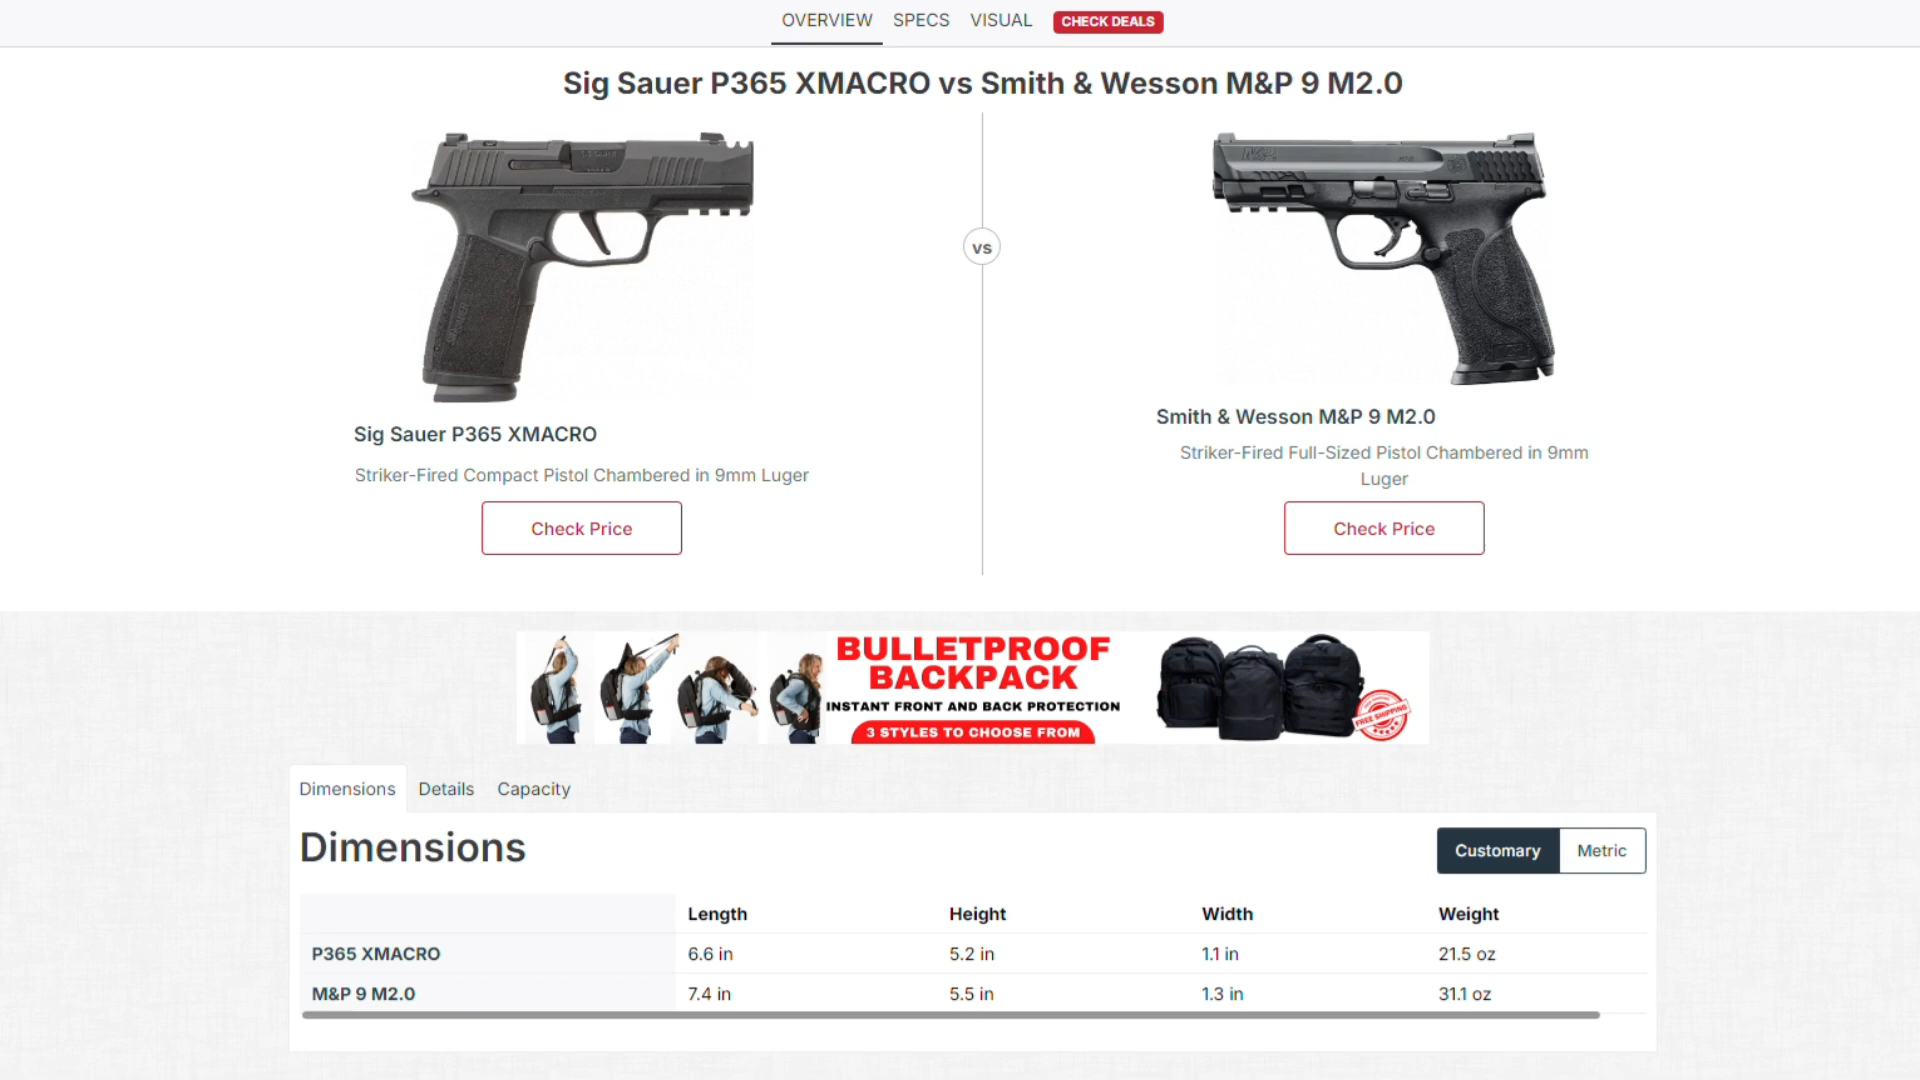 OVERVIEW SPECS VISUAL CHECK DEALS
Sig Sauer P365 XMACRO vs Smith & Wesson M&P 9 M2.0
vs
Sig Sauer P365 XMACRO
Striker-Fired Compact Pistol Chambered in 9mm Luger
Check Price
Smith & Wesson M&P 9 M2.0
Striker-Fired Full-Sized Pistol Chambered in 9mm
Luger
Check Price
BULLETPROOF
BACKPACK
INSTANT FRONT AND BACK PROTECTION
3 STYLES TO CHOOSE FROM
FREE SHIPPING
Dimensions Details Capacity
Dimensions
Customary Metric
Length Height Width Weight
P365 XMACRO 6.6 in 5.2 in 1.1 in 21.5 oz
M&P 9 M2.0 7.4 in 5.5 in 1.3 in 31.1 oz